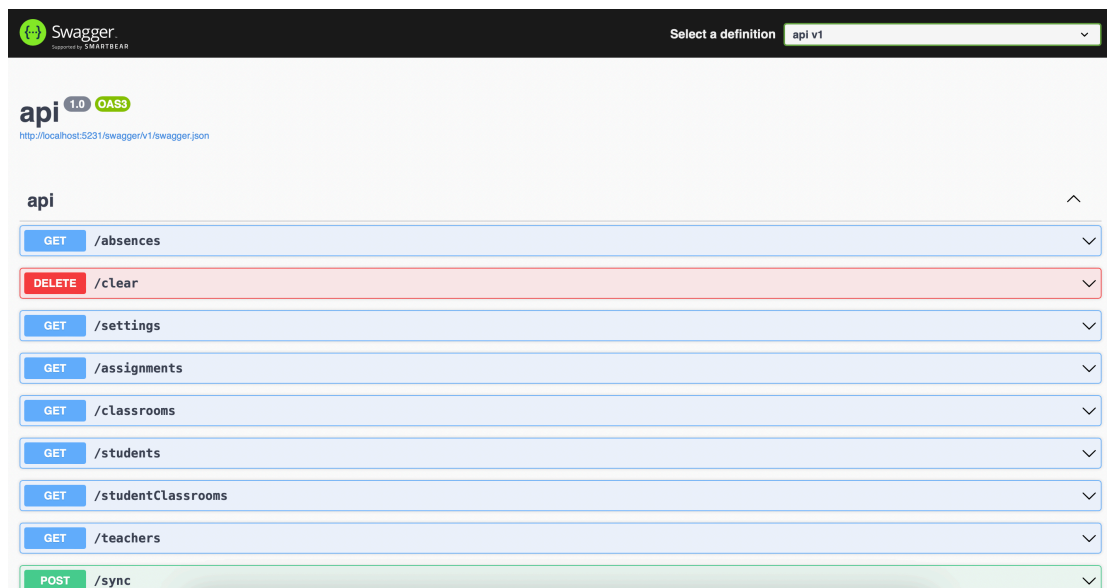 Swagger.
Supported by SMARTBEAR
Select a definition
api v1
api 1.0 OAS3
http://localhost:5231/swagger/v1/swagger.json
api
GET /absences
DELETE /clear
GET /settings
GET /assignments
GET /classrooms
GET /students
GET /studentClassrooms
GET /teachers
POST /sync